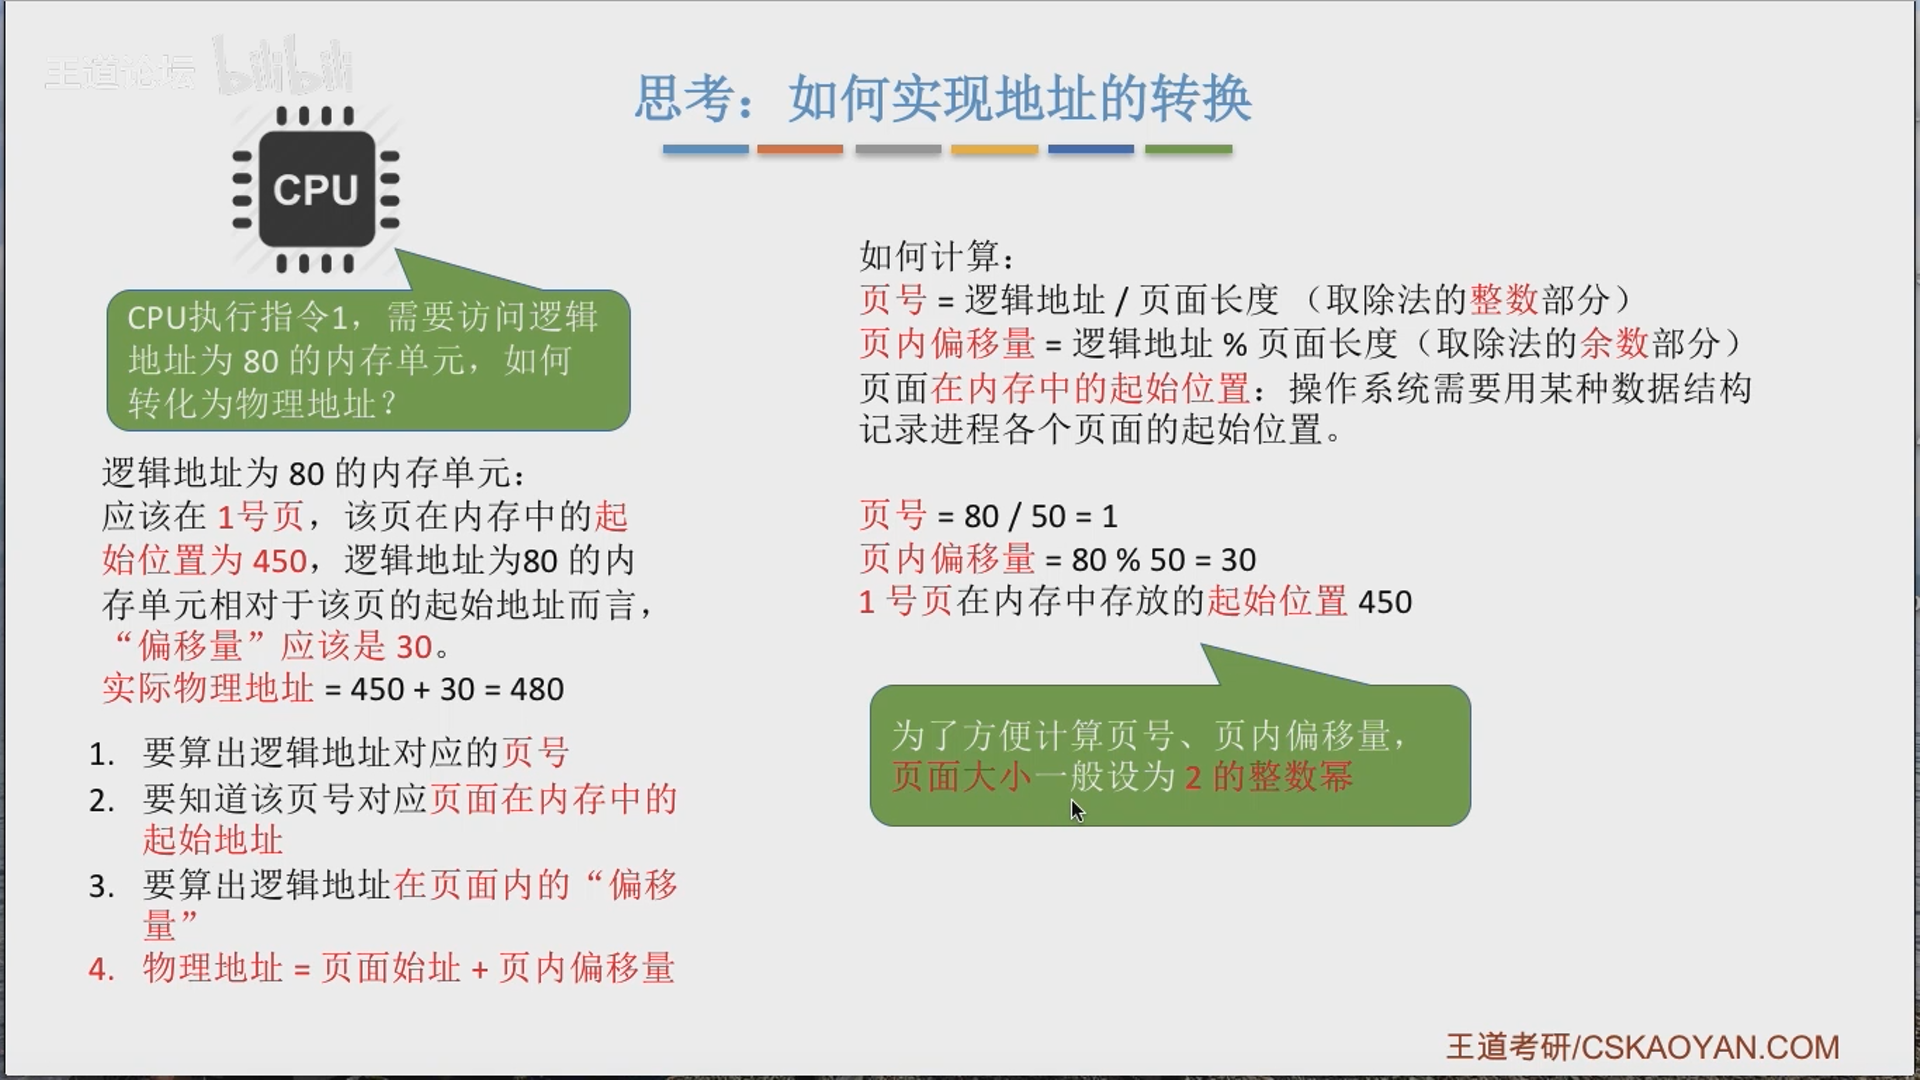 王道论坛 bilibili
思考：如何实现地址的转换
CPU
CPU执行指令1，需要访问逻辑
地址为 80 的内存单元，如何
转化为物理地址？
逻辑地址为 80 的内存单元：
应该在 1号页，该页在内存中的起
始位置为 450，逻辑地址为80 的内
存单元相对于该页的起始地址而言，
“偏移量”应该是 30。
实际物理地址 = 450 + 30 = 480
1. 要算出逻辑地址对应的页号
2. 要知道该页号对应页面在内存中的
起始地址
3. 要算出逻辑地址在页面内的“偏移
量”
4. 物理地址 = 页面始址 + 页内偏移量
如何计算：
页号 = 逻辑地址 / 页面长度 （取除法的整数部分）
页内偏移量 = 逻辑地址 % 页面长度（取除法的余数部分）
页面在内存中的起始位置：操作系统需要用某种数据结构
记录进程各个页面的起始位置。
页号 = 80 / 50 = 1
页内偏移量 = 80 % 50 = 30
1 号页在内存中存放的起始位置 450
为了方便计算页号、页内偏移量，
页面大小一般设为 2 的整数幂
王道考研/CSKAOYAN.COM